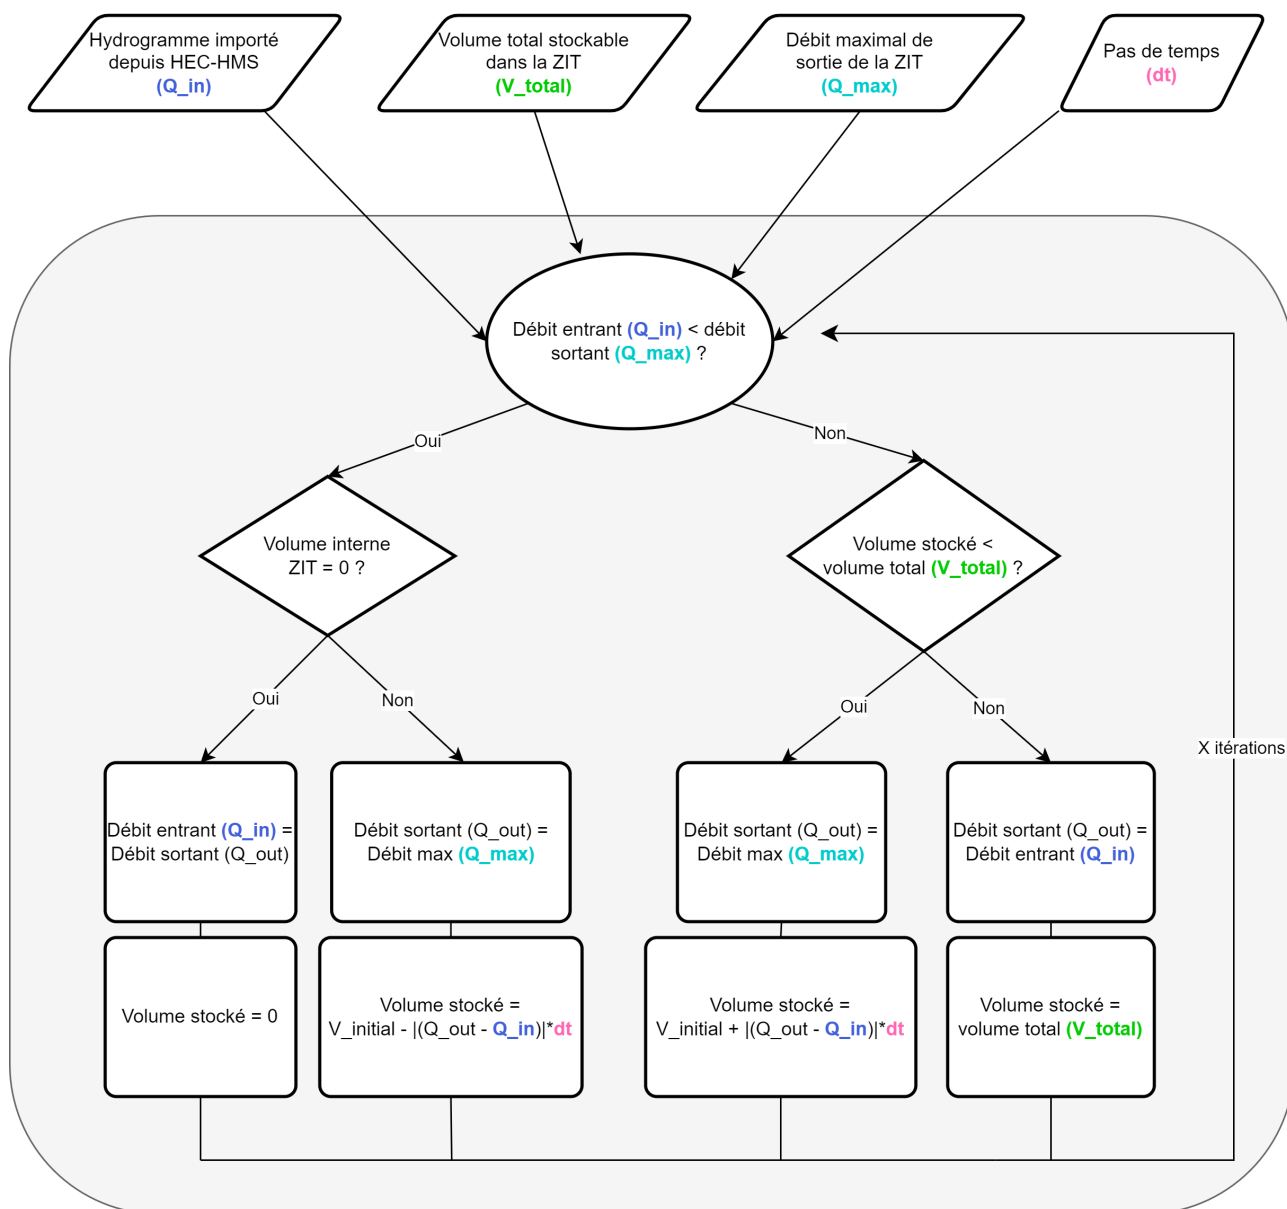 Hydrogramme importé
depuis HEC-HMS
(Q_in)
Volume total stockable
dans la ZIT
(V_total)
Débit maximal de
sortie de la ZIT
(Q_max)
Pas de temps
(dt)
Débit entrant (Q_in) < débit
sortant (Q_max) ?
Oui
Non
Volume interne
ZIT = 0 ?
Volume stocké <
volume total (V_total) ?
Oui
Non
Oui
Non
X itérations
Débit entrant (Q_in) =
Débit sortant (Q_out)
Débit sortant (Q_out) =
Débit max (Q_max)
Débit sortant (Q_out) =
Débit max (Q_max)
Débit sortant (Q_out) =
Débit entrant (Q_in)
Volume stocké = 0
Volume stocké =
V_initial - |(Q_out - Q_in)|*dt
Volume stocké =
V_initial + |(Q_out - Q_in)|*dt
Volume stocké =
volume total (V_total)